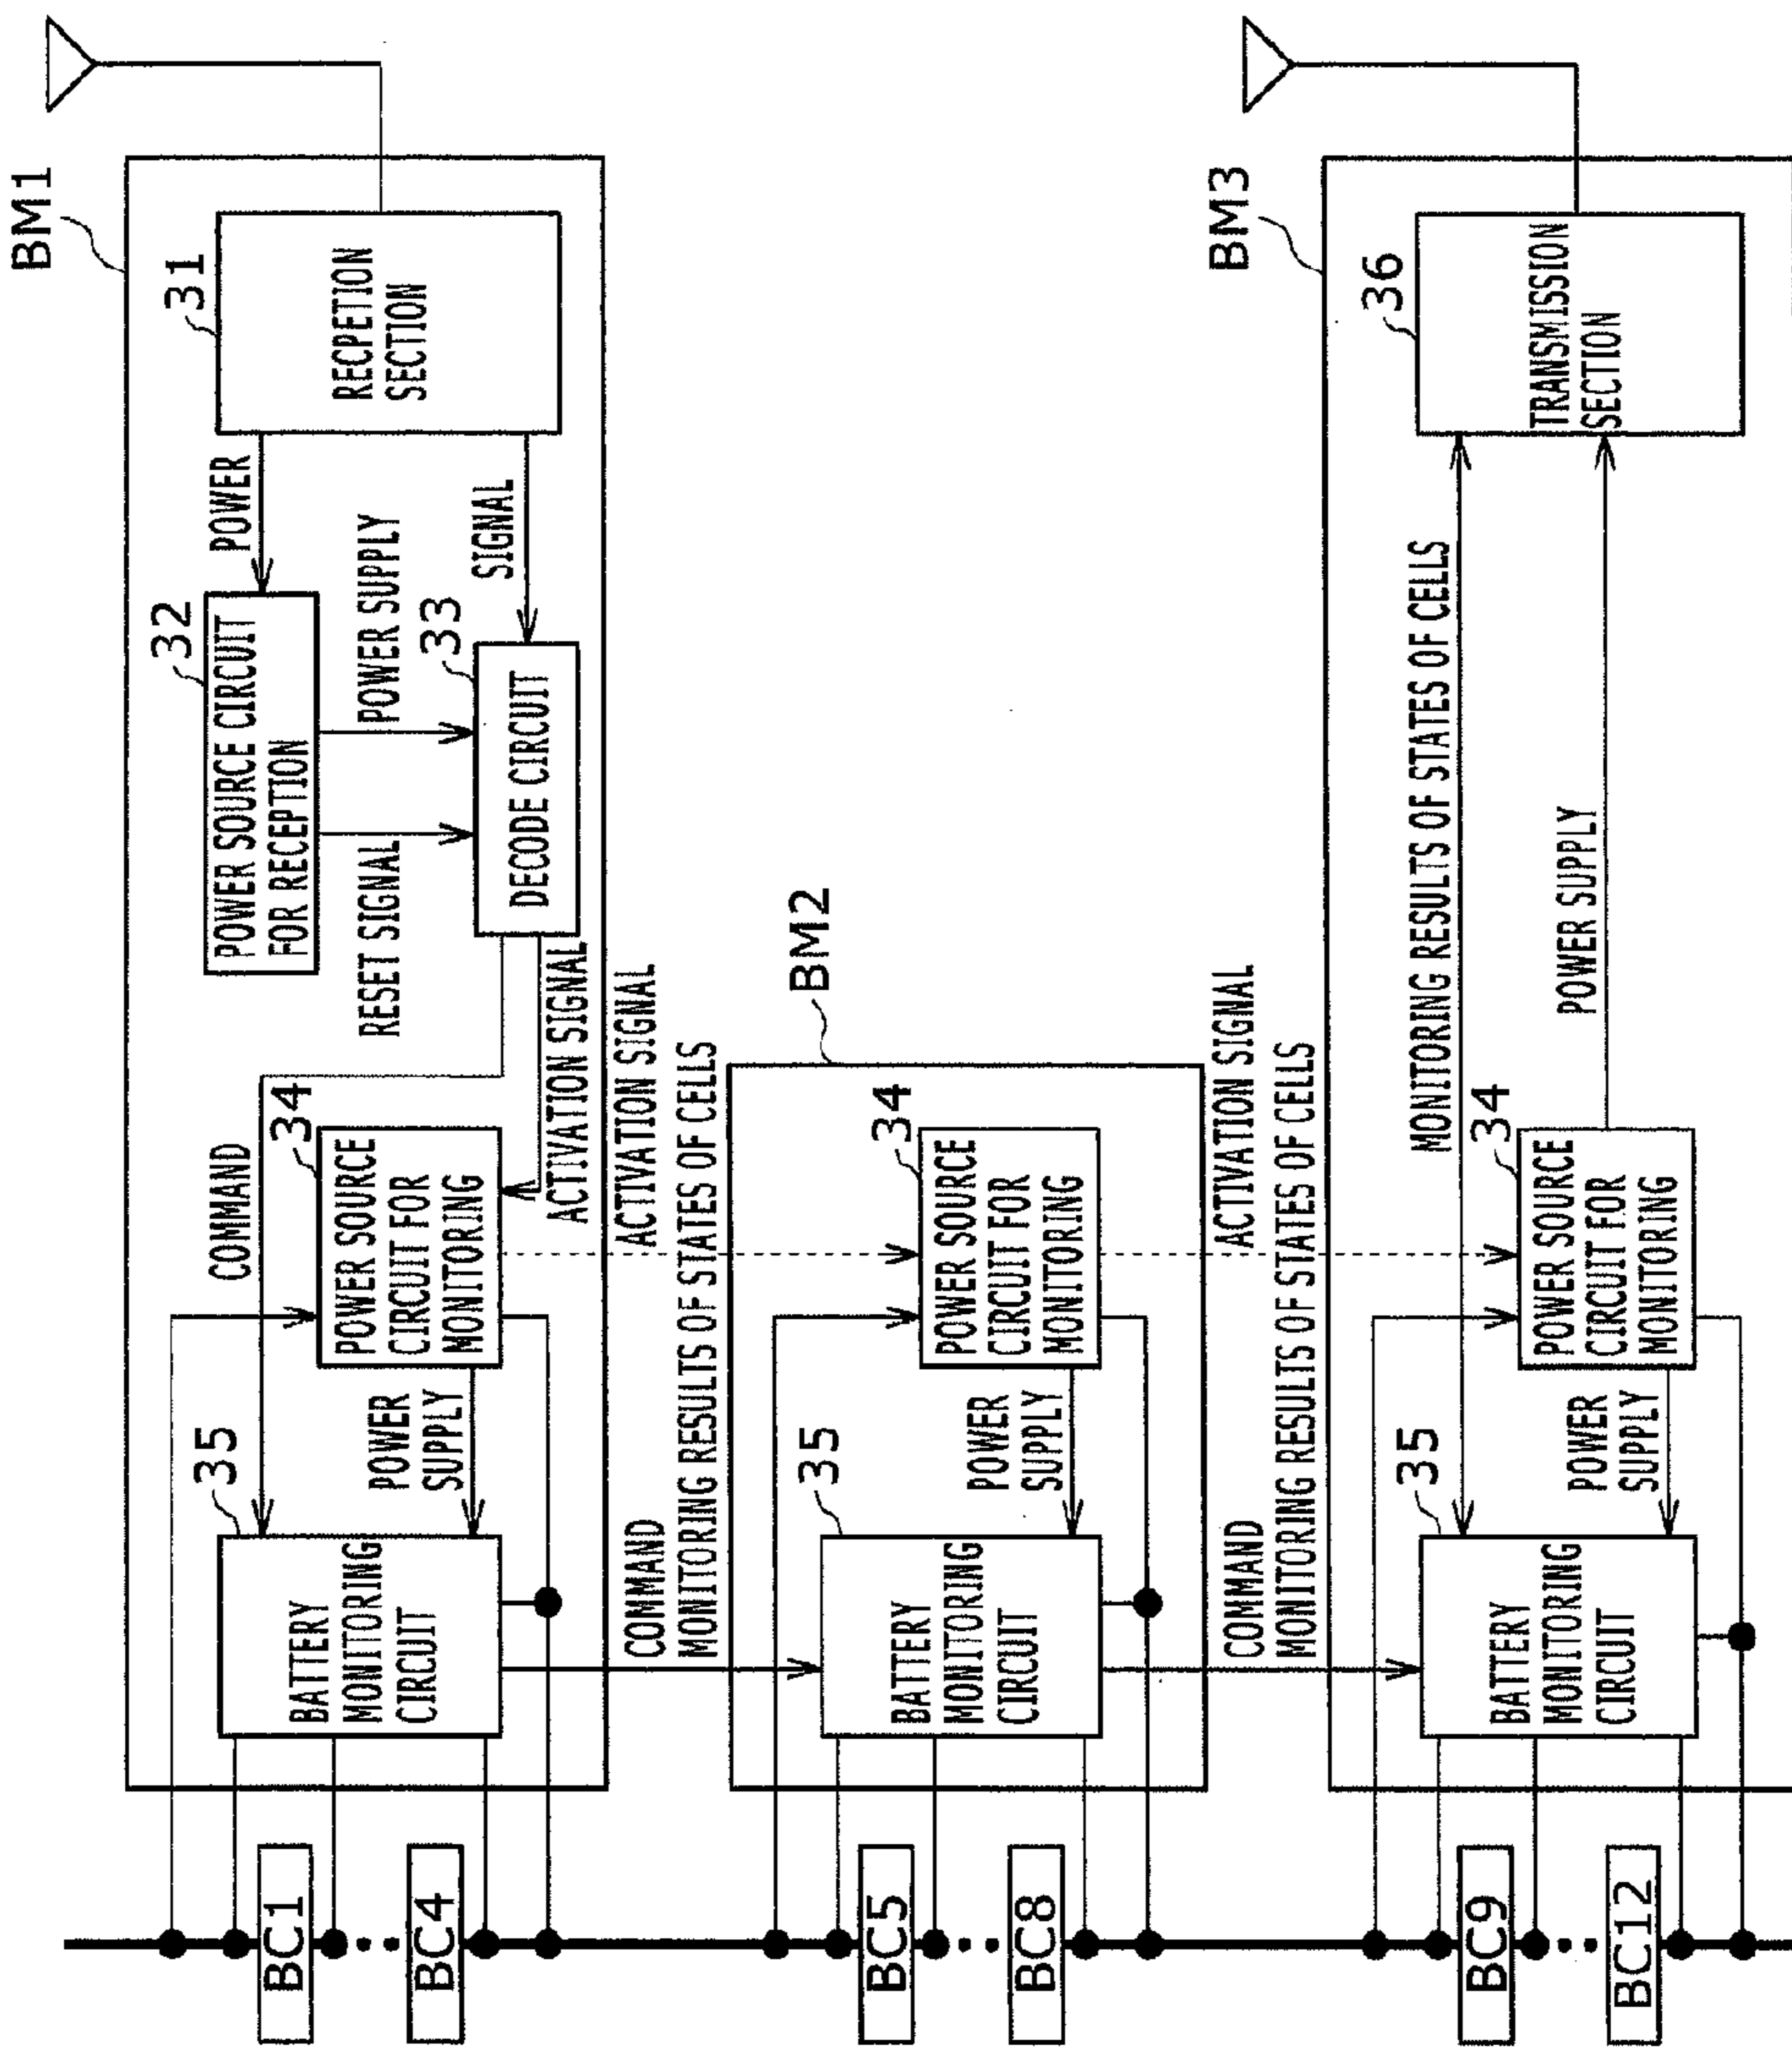 BM1
31
RECPETION
SECTION
POWER
SIGNAL
32
POWER SOURCE CIRCUIT
FOR RECEPTION
POWER SUPPLY
RESET SIGNAL
33
DECODE CIRCUIT
COMMAND
ACTIVATION SIGNAL
34
POWER SOURCE
CIRCUIT FOR
MONITORING
POWER
SUPPLY
35
BATTERY
MONITORING
CIRCUIT
BC1
BC4
ACTIVATION SIGNAL
COMMAND
MONITORING RESULTS OF STATES OF CELLS
BM2
34
POWER SOURCE
CIRCUIT FOR
MONITORING
POWER
SUPPLY
35
BATTERY
MONITORING
CIRCUIT
BC5
BC8
ACTIVATION SIGNAL
COMMAND
MONITORING RESULTS OF STATES OF CELLS
BM3
36
TRANSMISSION
SECTION
MONITORING RESULTS OF STATES OF CELLS
POWER SUPPLY
34
POWER SOURCE
CIRCUIT FOR
MONITORING
POWER
SUPPLY
35
BATTERY
MONITORING
CIRCUIT
BC9
BC12